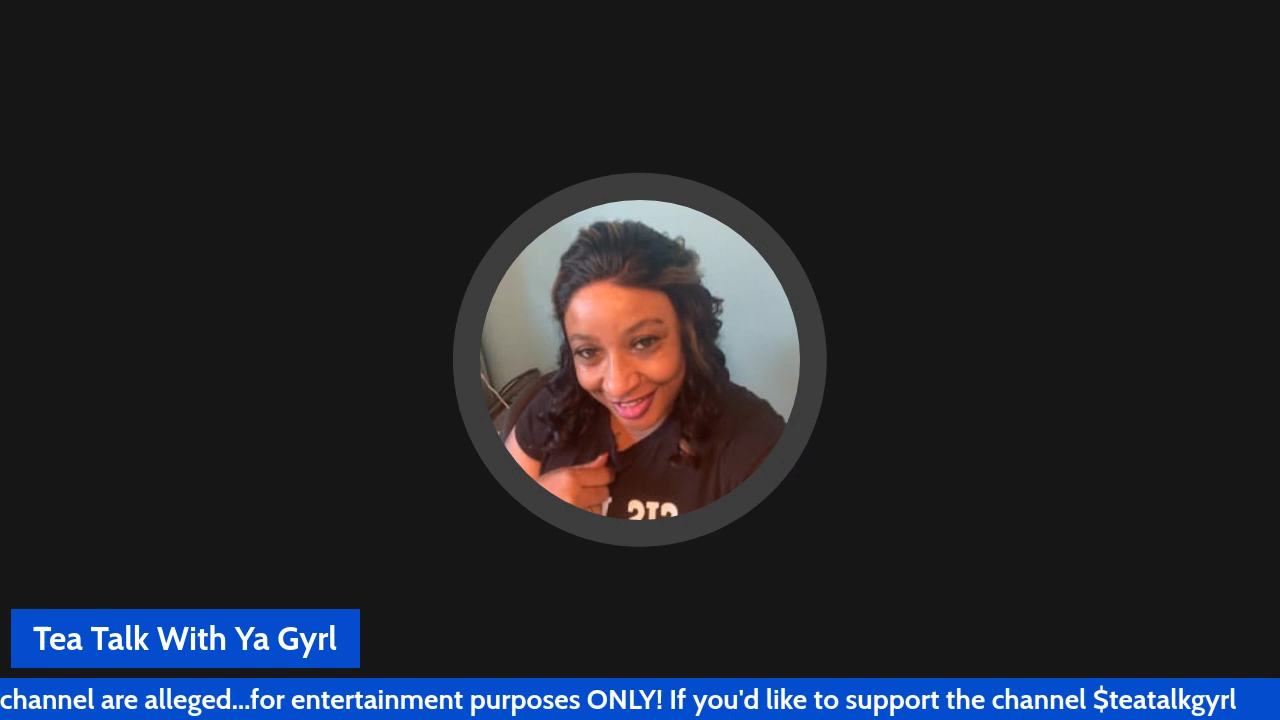 Tea Talk With Ya Gyrl
channel are alleged...for entertainment purposes ONLY! If you'd like to support the channel $teatalkgyrl